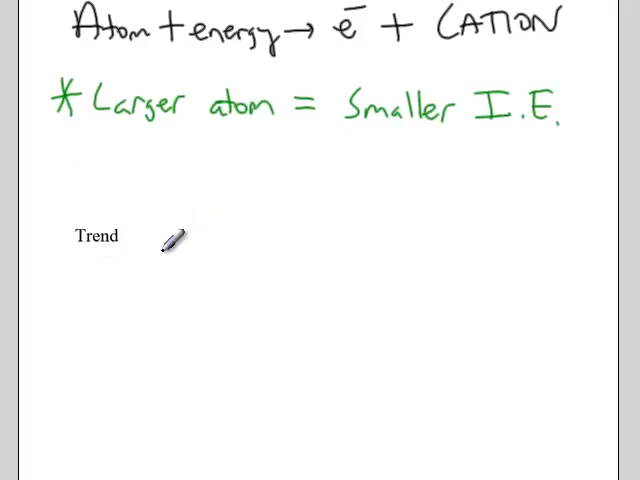 Atom + energy → e⁻ + CATION
* Larger atom = Smaller I.E.
Trend